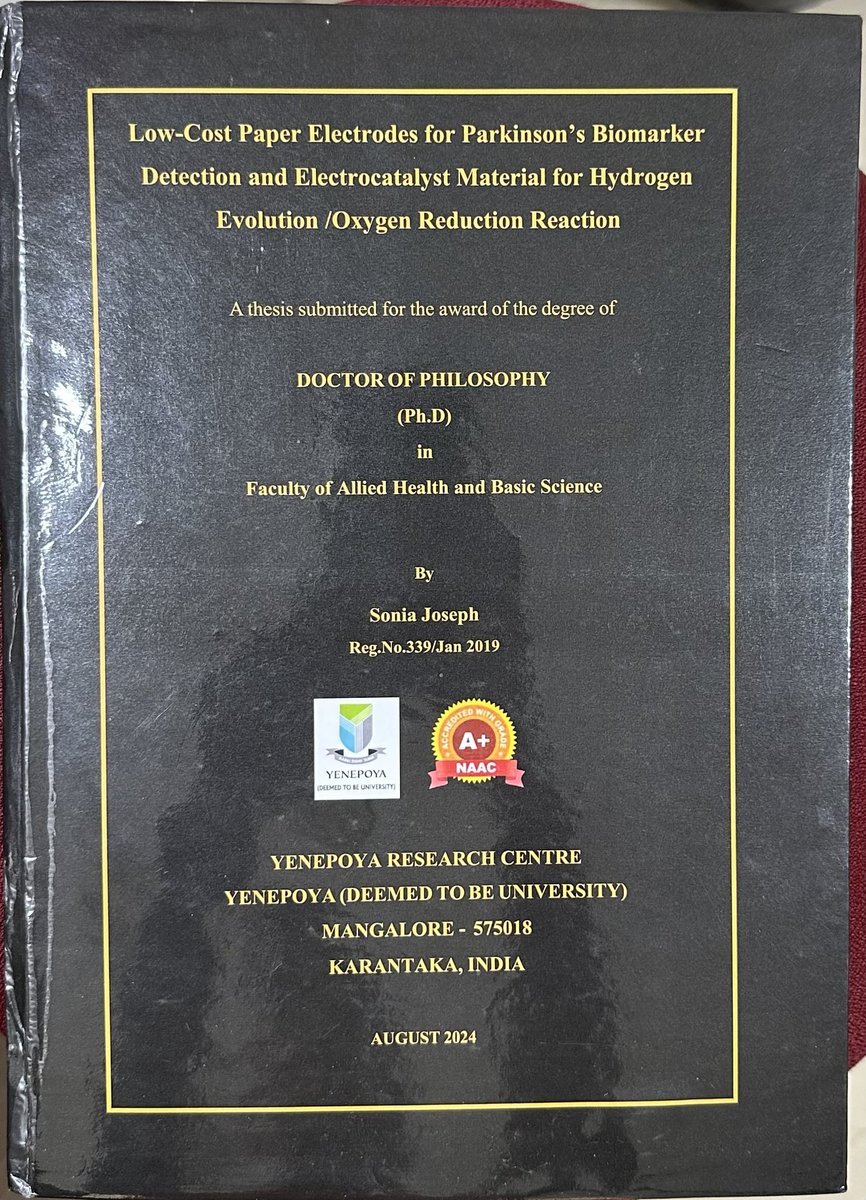 Low-Cost Paper Electrodes for Parkinson's Biomarker
Detection and Electrocatalyst Material for Hydrogen
Evolution /Oxygen Reduction Reaction
A thesis submitted for the award of the degree of
DOCTOR OF PHILOSOPHY
(Ph.D)
in
Faculty of Allied Health and Basic Science
By
Sonia Joseph
Reg.No.339/Jan 2019
YENEPOYA
(DEEMED TO BE UNIVERSITY)
ACCREDITED WITH GRADE
A+
NAAC
YENEPOYA RESEARCH CENTRE
YENEPOYA (DEEMED TO BE UNIVERSITY)
MANGALORE - 575018
KARANTAKA, INDIA
AUGUST 2024